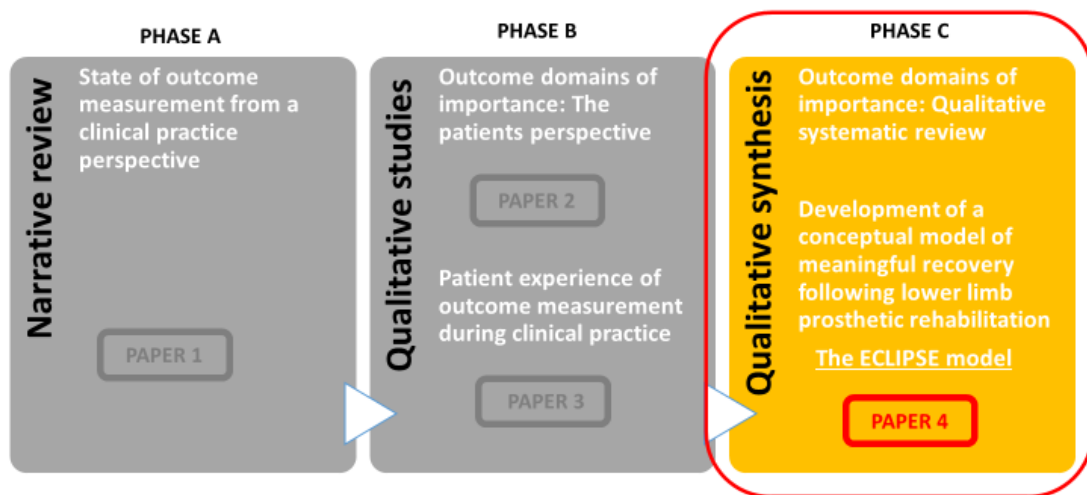 PHASE A
Narrative review
State of outcome
measurement from a
clinical practice
perspective
PAPER 1
PHASE B
Qualitative studies
Outcome domains of
importance: The
patients perspective
PAPER 2
Patient experience of
outcome measurement
during clinical practice
PAPER 3
PHASE C
Qualitative synthesis
Outcome domains of
importance: Qualitative
systematic review
Development of a
conceptual model of
meaningful recovery
following lower limb
prosthetic rehabilitation
The ECLIPSE model
PAPER 4